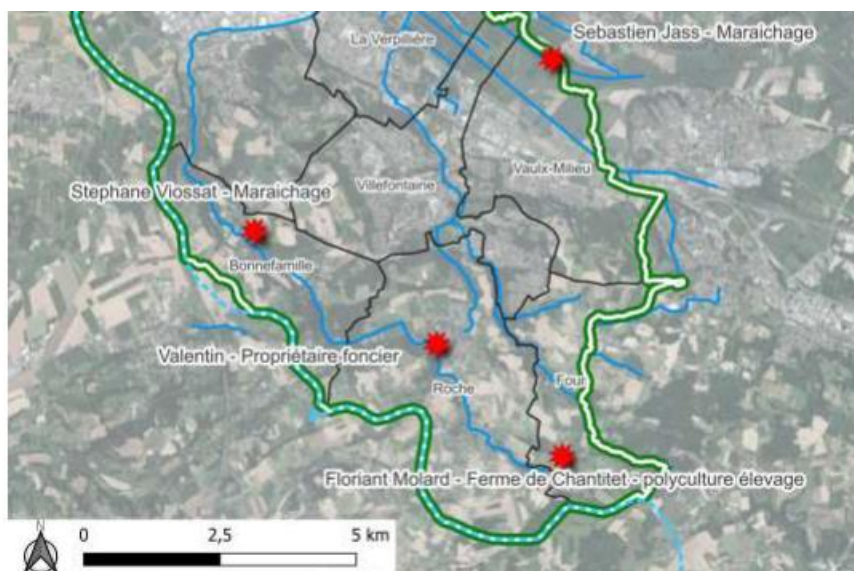 La Verpillière
Sebastien Jass - Maraichage
Vaulx-Milieu
Villefontaine
Stephane Viossat - Maraichage
Bonnefamille
Valentin - Propriétaire foncier
Roche
Four
Floriant Molard - Ferme de Chantitet - polyculture élevage
N
0 2,5 5 km